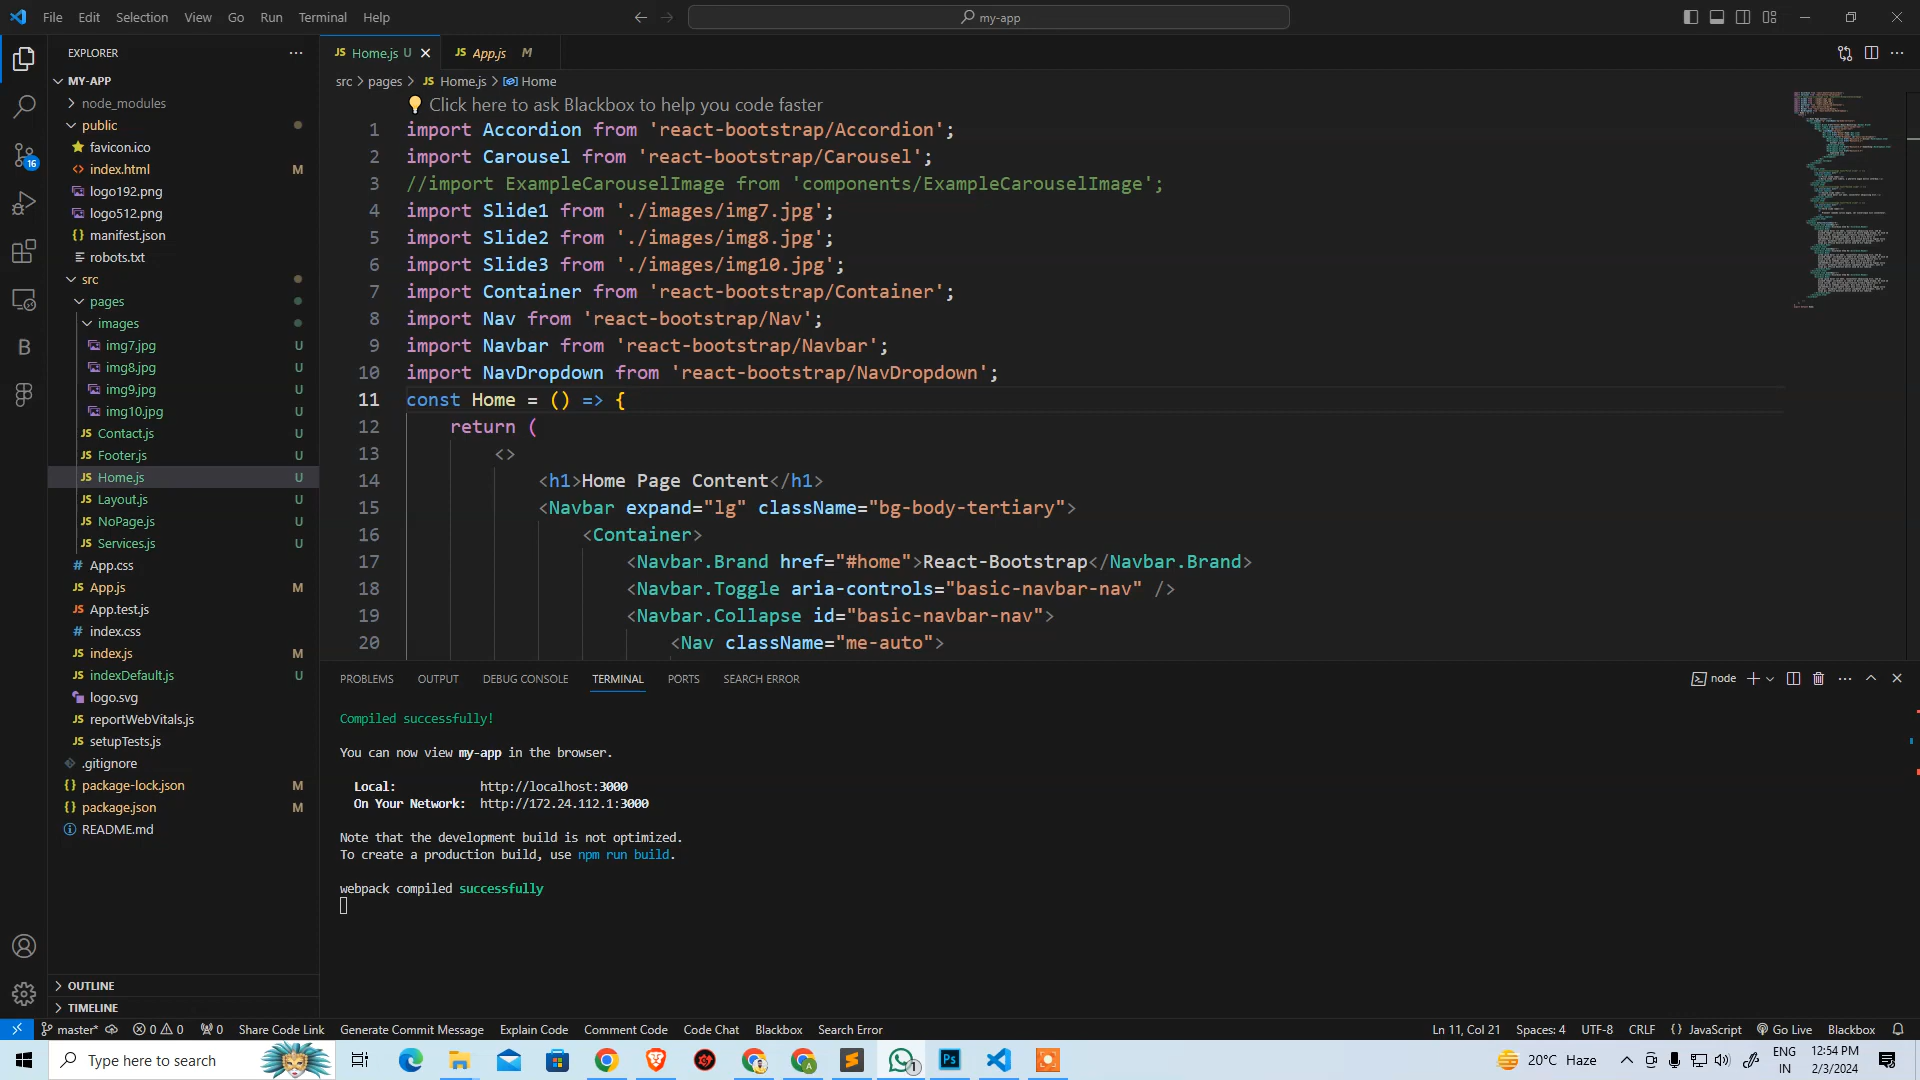 File Edit Selection View Go Run Terminal Help
my-app
EXPLORER
MY-APP
node_modules
public
favicon.ico
index.html M
logo192.png
logo512.png
manifest.json
robots.txt
src
pages
images
img7.jpg U
img8.jpg U
img9.jpg U
img10.jpg U
Contact.js U
Footer.js U
Home.js U
Layout.js U
NoPage.js U
Services.js U
App.css
App.js M
App.test.js
index.css
index.js M
indexDefault.js U
logo.svg
reportWebVitals.js
setupTests.js
.gitignore
package-lock.json M
package.json M
README.md
OUTLINE
TIMELINE
16
JS Home.js U
JS App.js M
src > pages > JS Home.js > Home
Click here to ask Blackbox to help you code faster
1 import Accordion from 'react-bootstrap/Accordion';
2 import Carousel from 'react-bootstrap/Carousel';
3 //import ExampleCarouselImage from 'components/ExampleCarouselImage';
4 import Slide1 from './images/img7.jpg';
5 import Slide2 from './images/img8.jpg';
6 import Slide3 from './images/img10.jpg';
7 import Container from 'react-bootstrap/Container';
8 import Nav from 'react-bootstrap/Nav';
9 import Navbar from 'react-bootstrap/Navbar';
10 import NavDropdown from 'react-bootstrap/NavDropdown';
11 const Home = () => {
12 return (
13 <>
14 <h1>Home Page Content</h1>
15 <Navbar expand="lg" className="bg-body-tertiary">
16 <Container>
17 <Navbar.Brand href="#home">React-Bootstrap</Navbar.Brand>
18 <Navbar.Toggle aria-controls="basic-navbar-nav" />
19 <Navbar.Collapse id="basic-navbar-nav">
20 <Nav className="me-auto">
PROBLEMS OUTPUT DEBUG CONSOLE TERMINAL PORTS SEARCH ERROR
node
Compiled successfully!
You can now view my-app in the browser.
Local: http://localhost:3000
On Your Network: http://172.24.112.1:3000
Note that the development build is not optimized.
To create a production build, use npm run build.
webpack compiled successfully
master* 0 0 0 Share Code Link Generate Commit Message Explain Code Comment Code Code Chat Blackbox Search Error
Ln 11, Col 21 Spaces: 4 UTF-8 CRLF {} JavaScript Go Live Blackbox
Type here to search
Ps
1
20°C Haze
ENG
IN
12:54 PM
2/3/2024